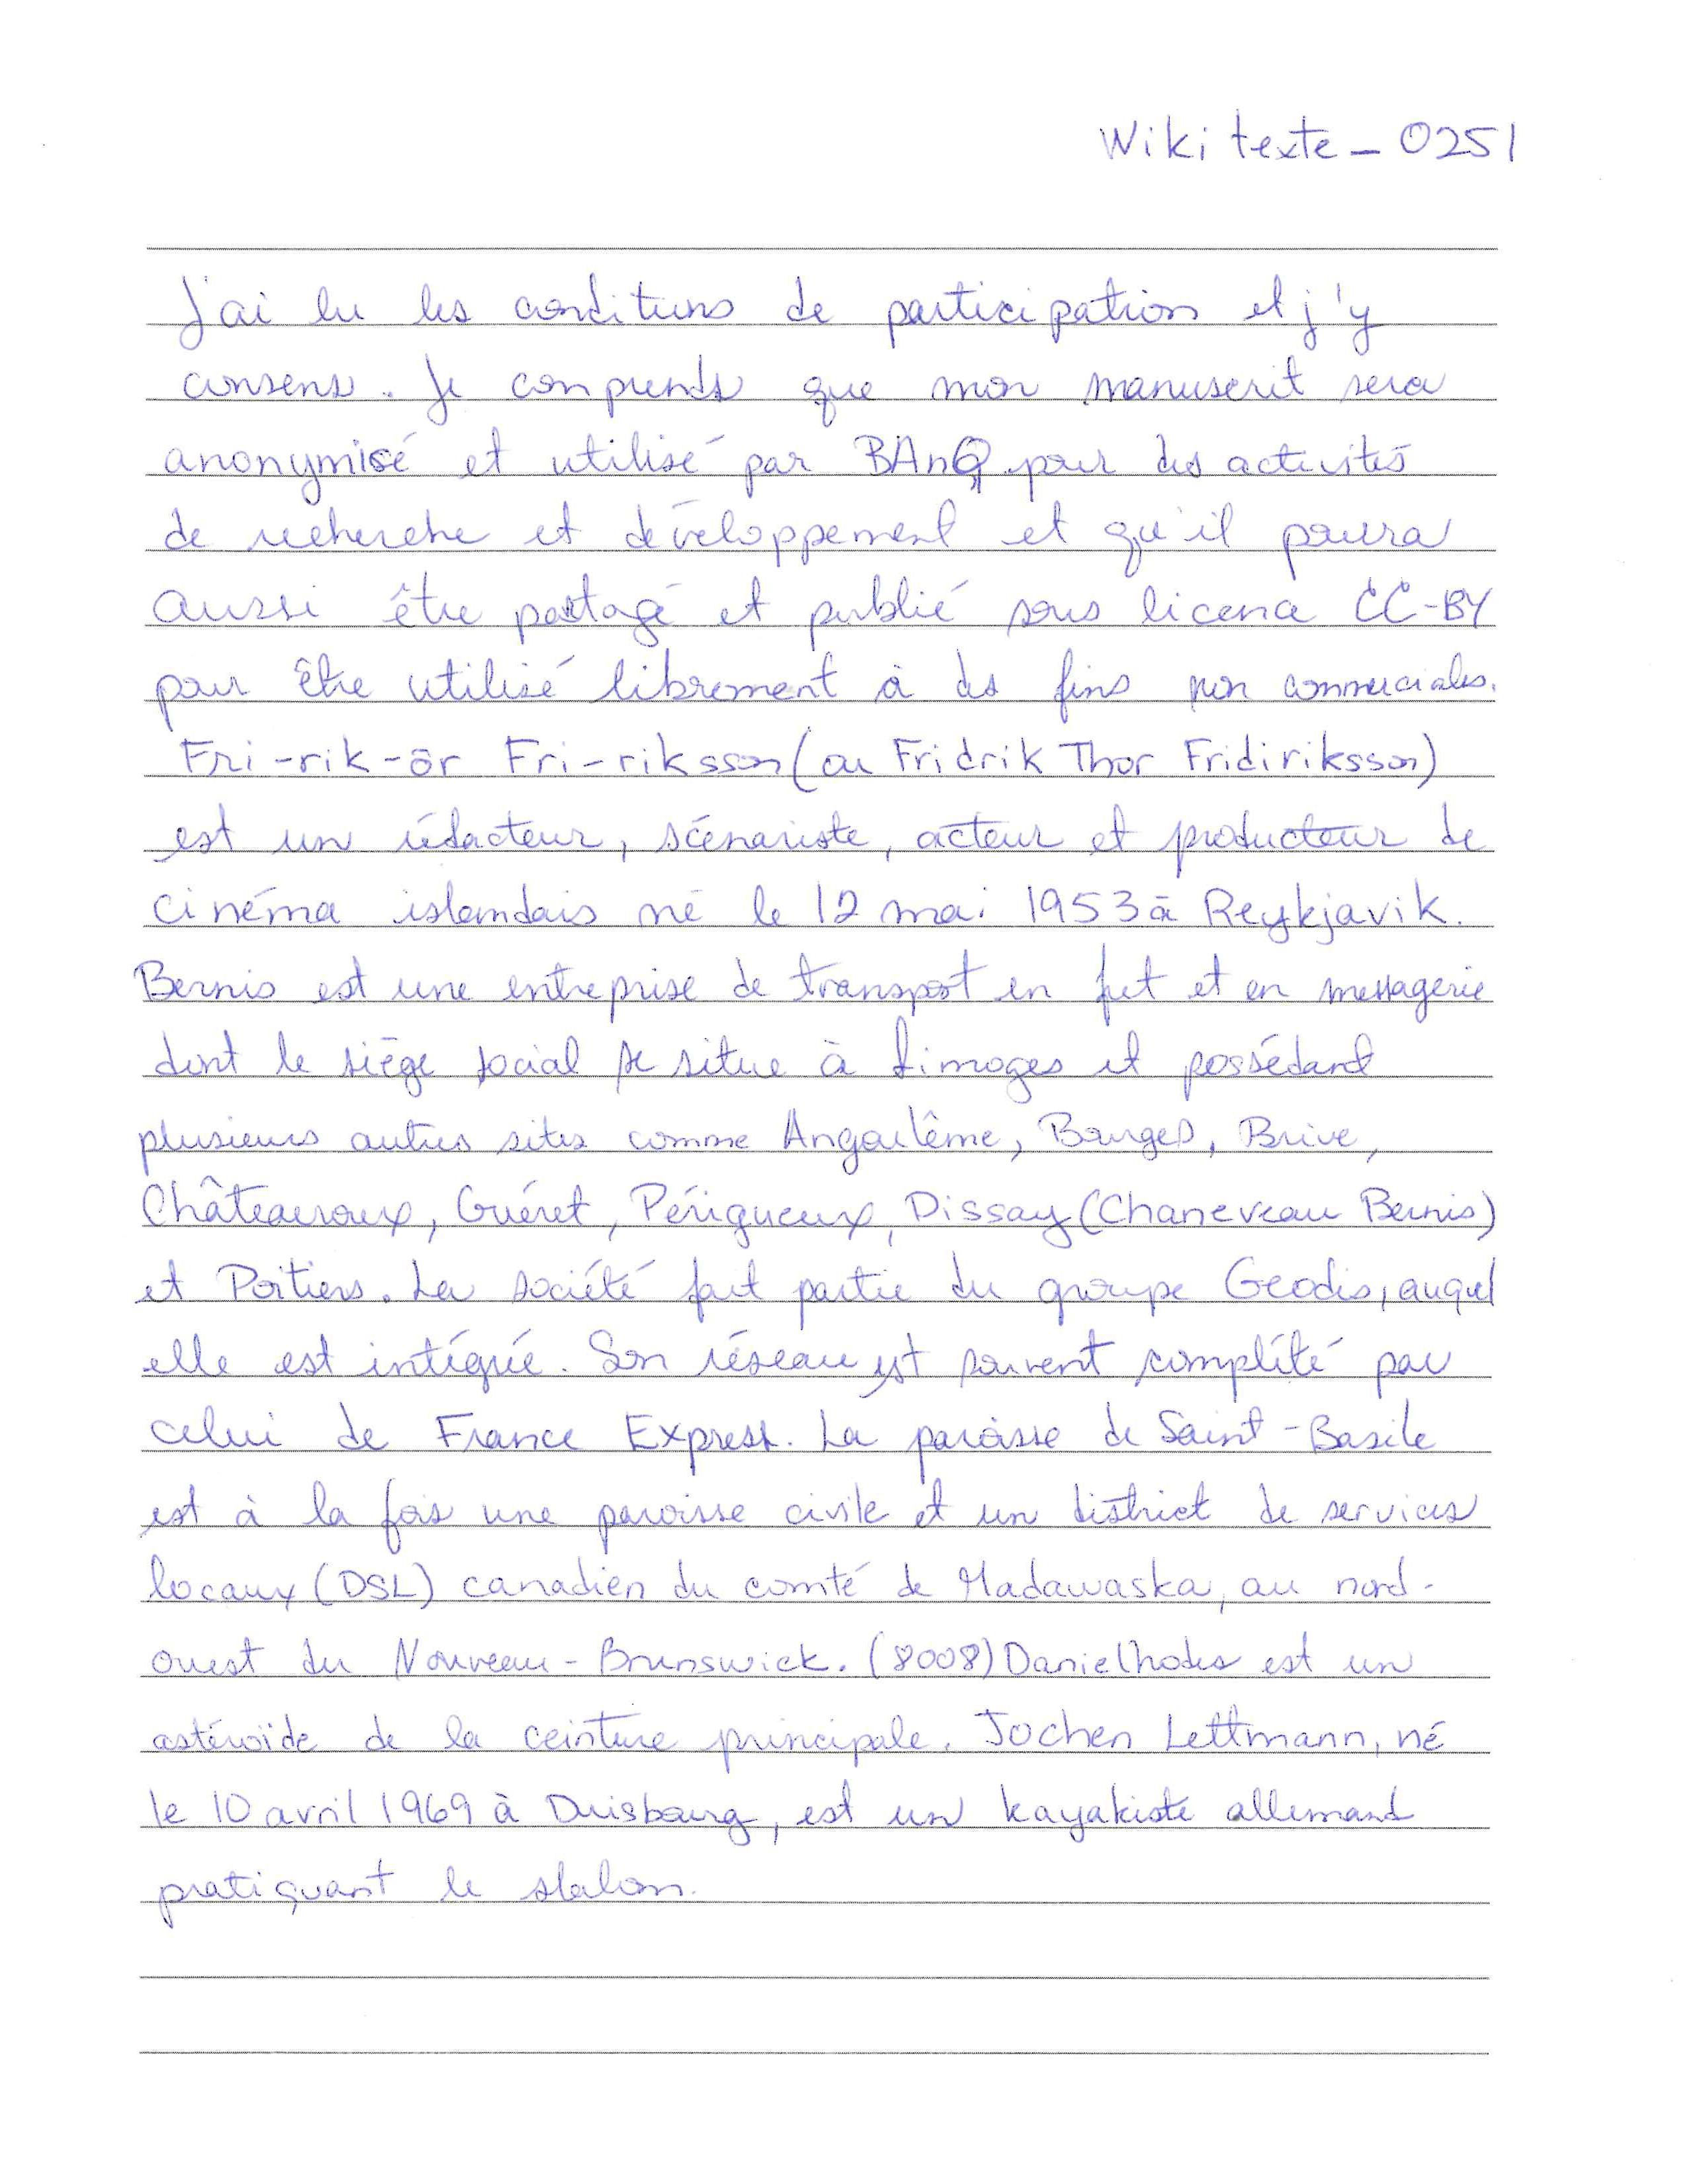 Wikitexte - 0251
J'ai lu les conditions de participation et j'y
consens. Je comprends que mon manuscrit sera
anonymisé et utilisé par BAnQ pour des activités
de recherche et développement et qu'il pourra
aussi être partagé et publié sous licence CC-BY
pour être utilisé librement à des fins non commerciales.
Fri-rik-ór Fri-riksson (ou Fridrik Thor Fridiriksson)
est un rédacteur, scénariste, acteur et producteur de
cinéma islandais né le 12 mai 1953 à Reykjavik.
Bernis est une entreprise de transport en fret et en messagerie
dont le siège social se situe à Limoges et possédant
plusieurs autres sites comme Angoulême, Bourges, Brive,
Châteauroux, Guéret, Périgueux, Dissay (Chaneveau Bernis)
et Poitiers. La société fait partie du groupe Geodis, auquel
elle est intégrée. Son réseau est souvent complété par
celui de France Express. La paroisse de Saint-Basile
est à la fois une paroisse civile et un district de services
locaux (DSL) canadien du comté de Madawaska, au nord-
ouest du Nouveau-Brunswick. (8008) Danielhodes est un
astéroïde de la ceinture principale. Jochen Lettmann, né
le 10 avril 1969 à Duisbourg, est un kayakiste allemand
pratiquant le slalom.